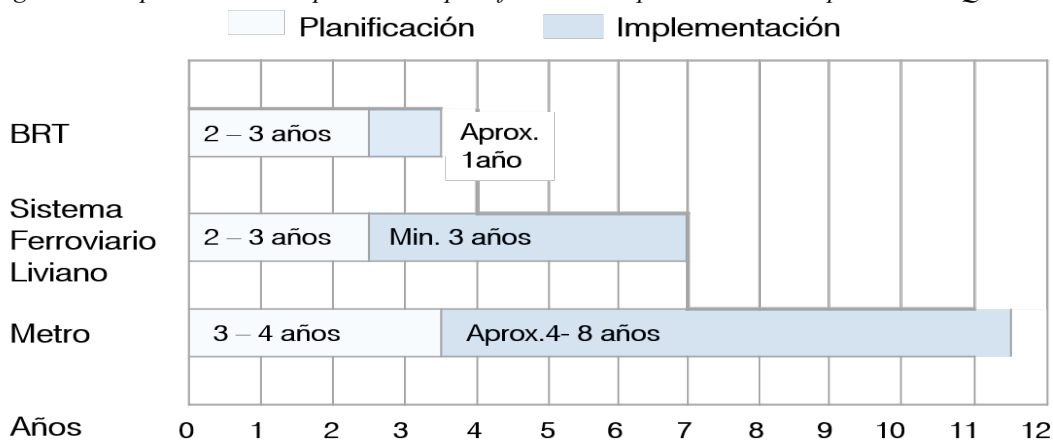 Planificación
Implementación
BRT
2 – 3 años
Aprox.
1año
Sistema
Ferroviario
Liviano
2 – 3 años
Min. 3 años
Metro
3 – 4 años
Aprox.4- 8 años
Años
0 1 2 3 4 5 6 7 8 9 10 11 12